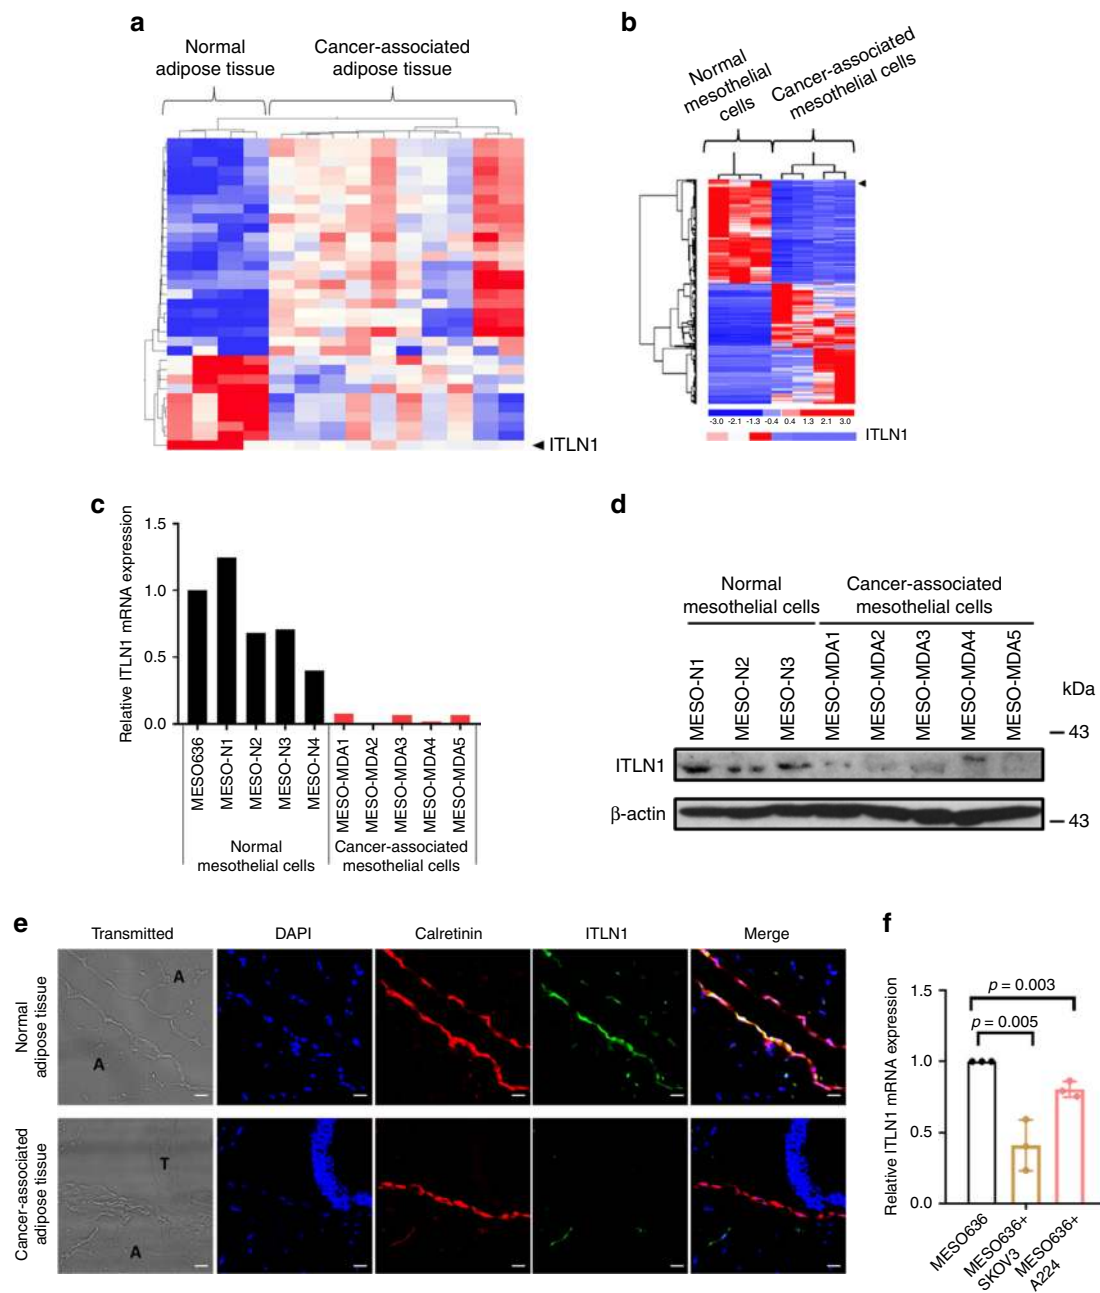 a
Normal
adipose tissue
Cancer-associated
adipose tissue
ITLN1
b
Normal
mesothelial
cells
Cancer-associated
mesothelial cells
-3.0 -2.1 -1.3 -0.4 0.4 1.3 2.1 3.0
ITLN1
c
Relative ITLN1 mRNA expression
1.5
1.0
0.5
0.0
MESO636
MESO-N1
MESO-N2
MESO-N3
MESO-N4
MESO-MDA1
MESO-MDA2
MESO-MDA3
MESO-MDA4
MESO-MDA5
Normal
mesothelial cells
Cancer-associated
mesothelial cells
d
Normal
mesothelial cells
Cancer-associated
mesothelial cells
MESO-N1
MESO-N2
MESO-N3
MESO-MDA1
MESO-MDA2
MESO-MDA3
MESO-MDA4
MESO-MDA5
kDa
43
ITLN1
β-actin
43
e
Transmitted DAPI Calretinin ITLN1 Merge
Normal
adipose tissue
A
A
Cancer-associated
adipose tissue
T
A
f
Relative ITLN1 mRNA expression
1.5
1.0
0.5
0.0
p = 0.003
p = 0.005
MESO636
MESO636+
SKOV3
MESO636+
A224